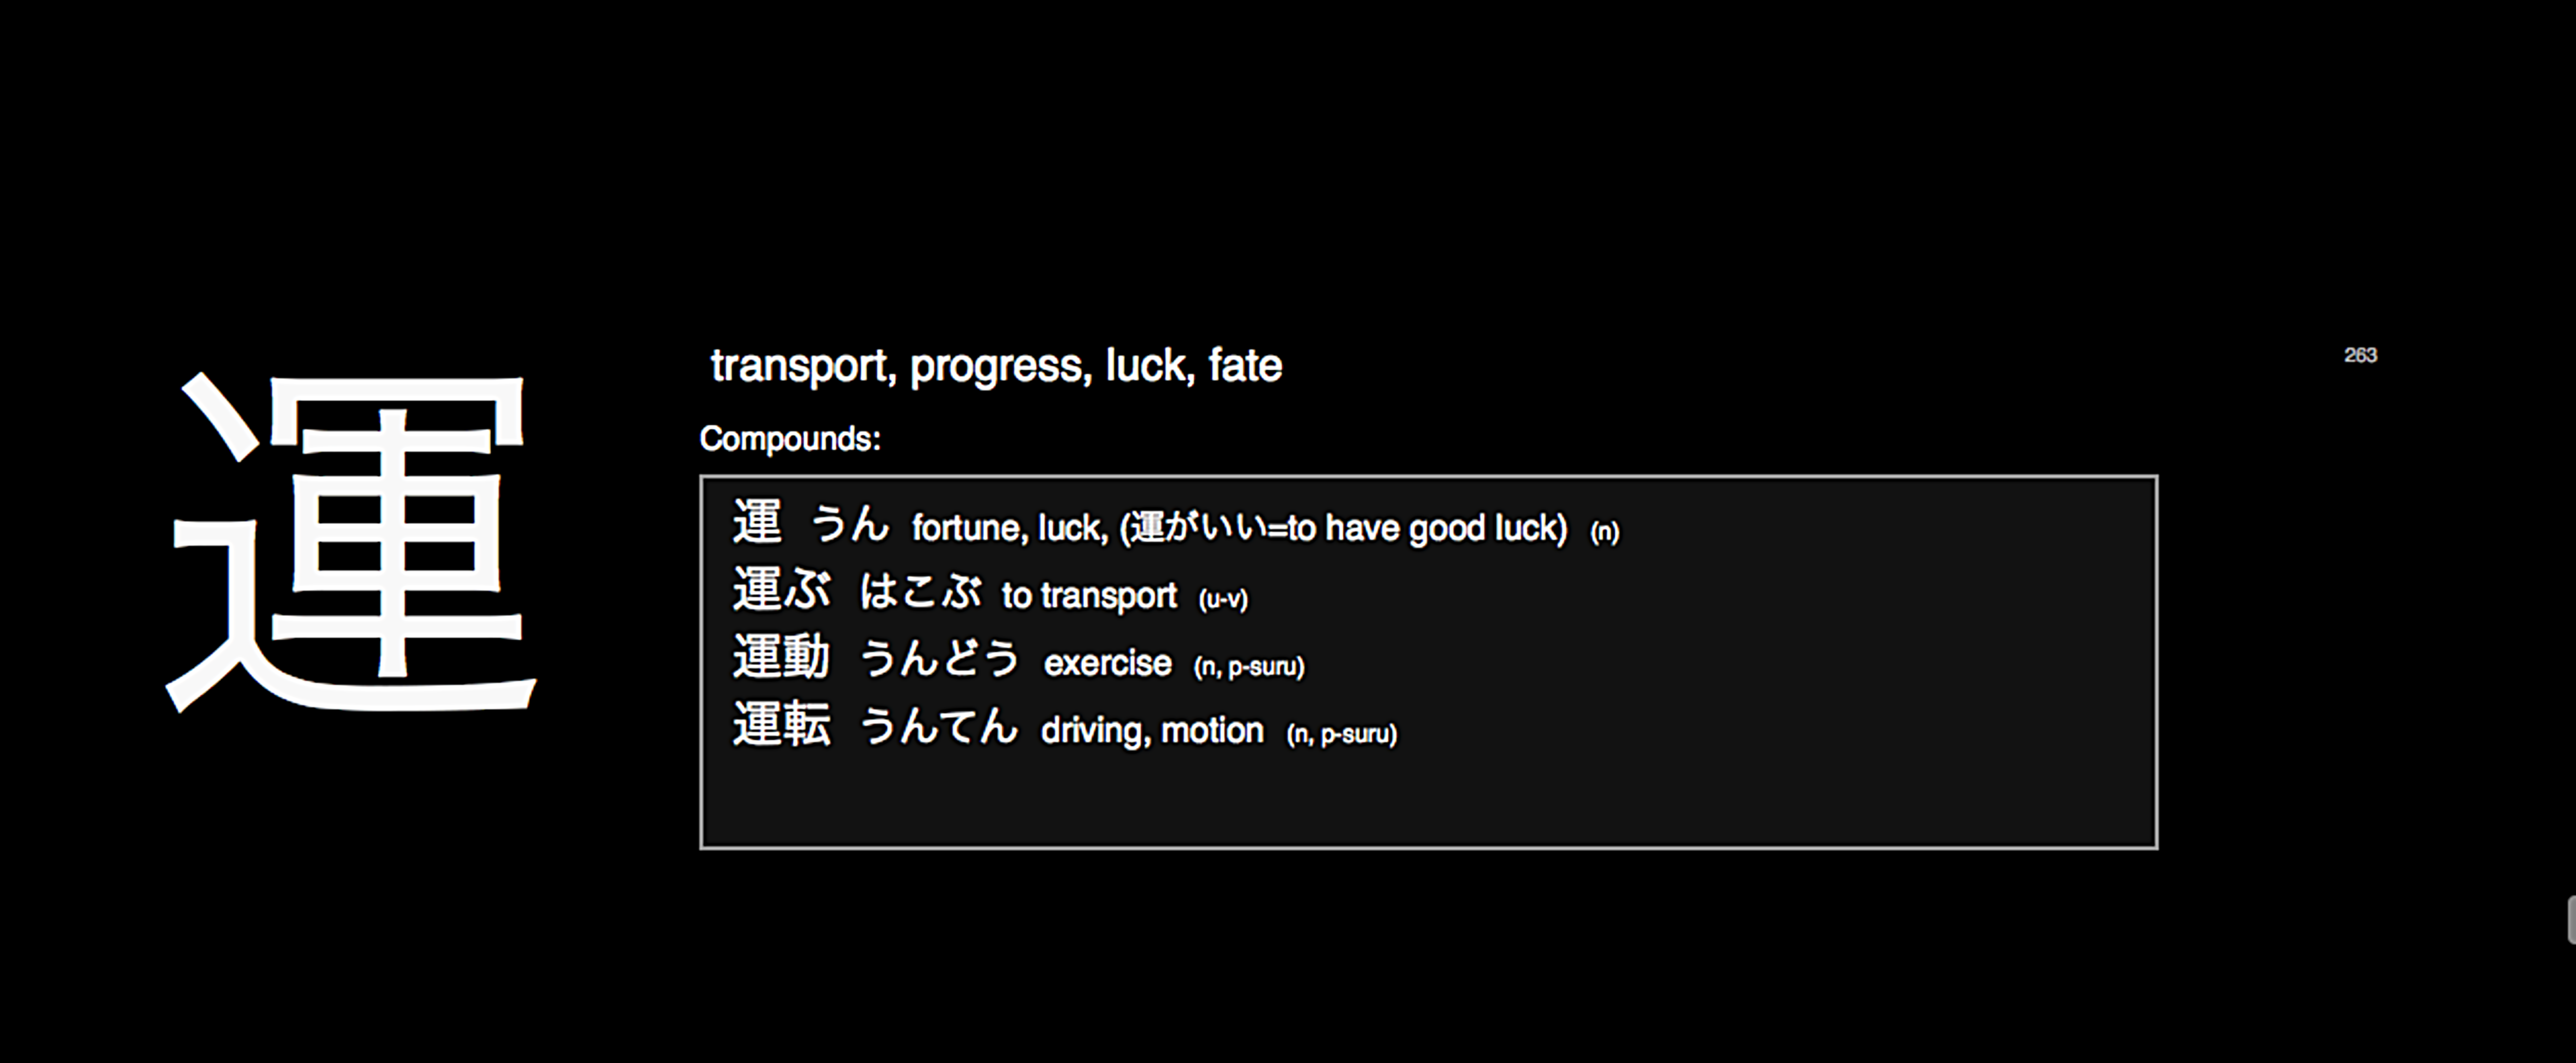 運
transport, progress, luck, fate
263
Compounds:
運 うん fortune, luck, (運がいい=to have good luck) (n)
運ぶ はこぶ to transport (u-v)
運動 うんどう exercise (n, p-suru)
運転 うんてん driving, motion (n, p-suru)